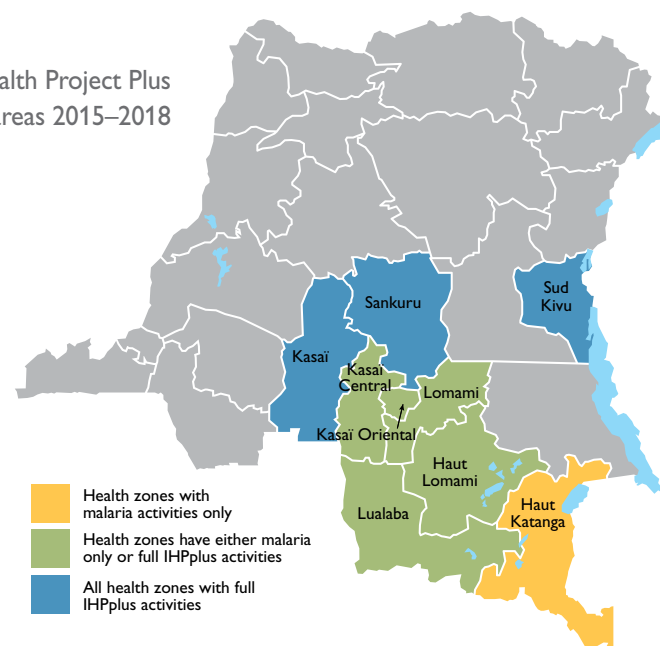 alth Project Plus
reas 2015–2018
Sankuru
Sud
Kivu
Kasaï
Kasaï
Central
Lomami
Kasaï Oriental
Haut
Lomami
Lualaba
Haut
Katanga
Health zones with
malaria activities only
Health zones have either malaria
only or full IHPplus activities
All health zones with full
IHPplus activities